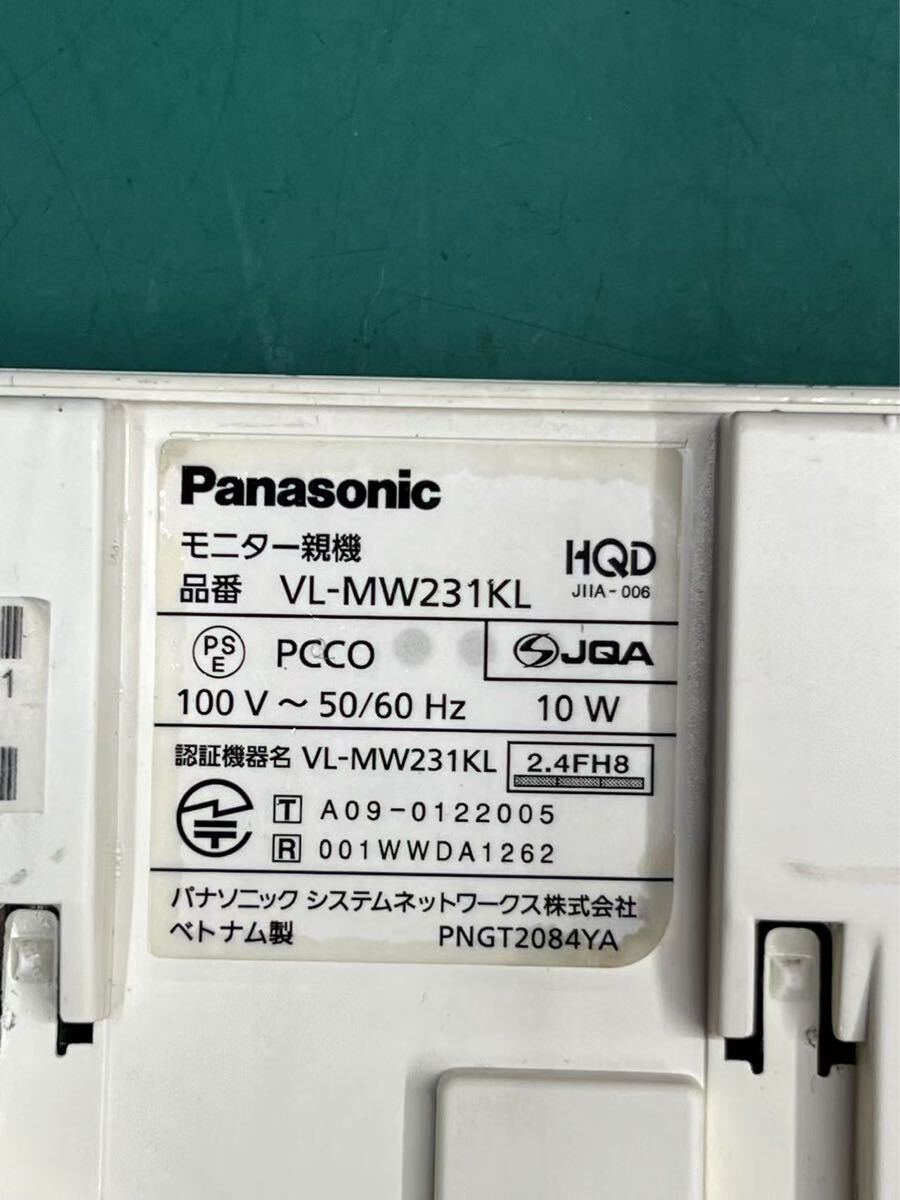 Panasonic
モニター親機
品番 VL-MW231KL
HQD
JIIA-006
PS
E
PCCO
JQA
100 V ～ 50/60 Hz 10 W
認証機器名 VL-MW231KL 2.4FH8
T A09-0122005
R 001WWDA1262
パナソニック システムネットワークス株式会社
ベトナム製 PNGT2084YA
1